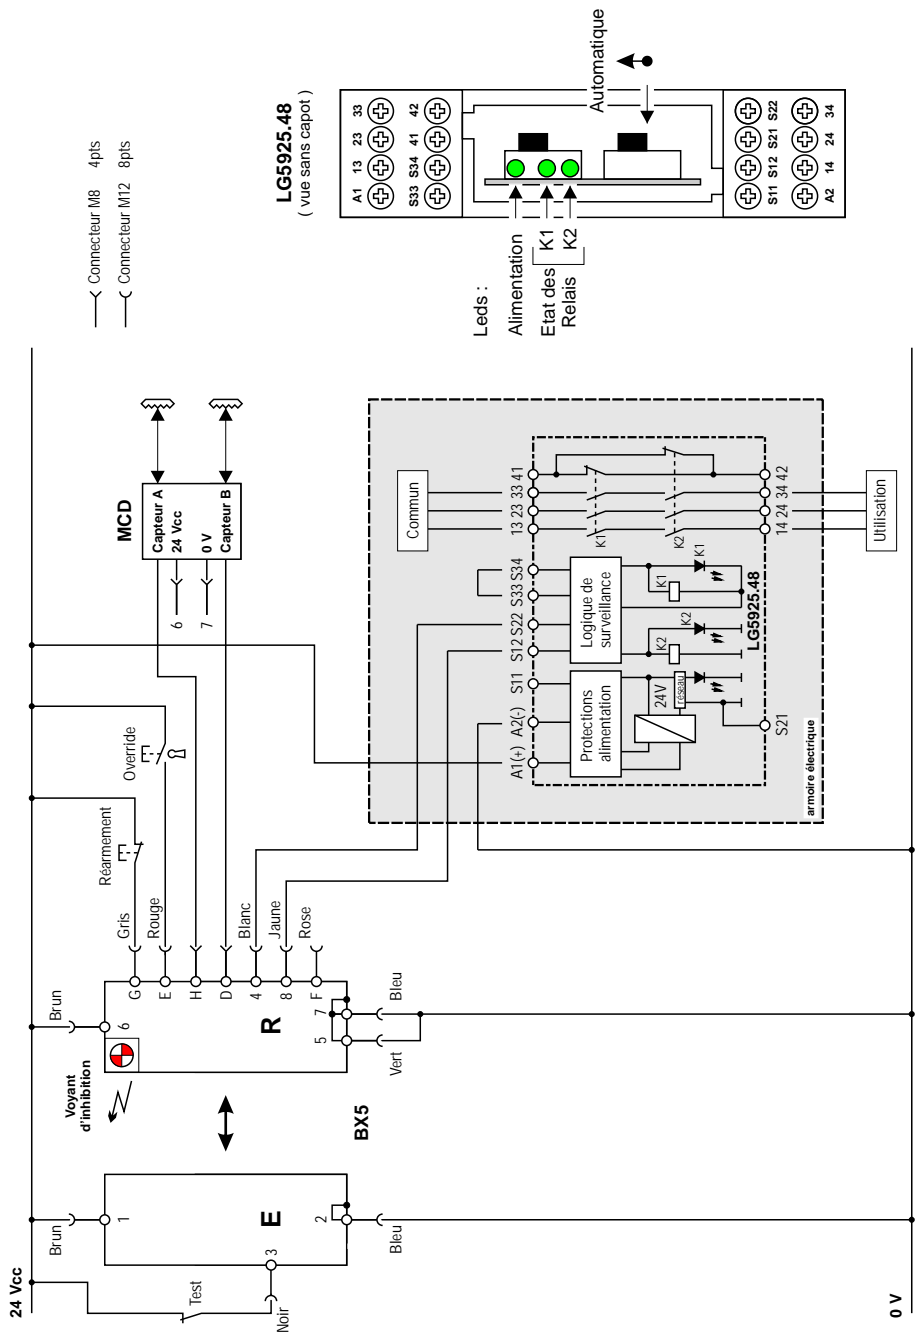 24 Vcc
0 V
Test
Noir
Brun
1
E
2
3
Bleu
BX5
Voyant
d'inhibition
Brun
6
R
G
E
H
D
4
8
F
5
7
Vert
Bleu
Gris
Rouge
Blanc
Jaune
Rose
Réarmement
Override
MCD
Capteur A
24 Vcc
0 V
Capteur B
6
7
Connecteur M8 4pts
Connecteur M12 8pts
armoire électrique
A1(+) A2(-) S11 S12 S22 S33 S34 13 23 33 41
Commun
Protections
alimentation
Logique de
surveillance
24V
réseau
K2
K2
K1
K1
K1
K2
LG5925.48
S21
14 24 34 42
Utilisation
LG5925.48
( vue sans capot )
A1 13 23 33
S33 S34 41 42
Leds :
Alimentation
Etat des
Relais
K1
K2
Automatique
S11 S12 S21 S22
A2 14 24 34